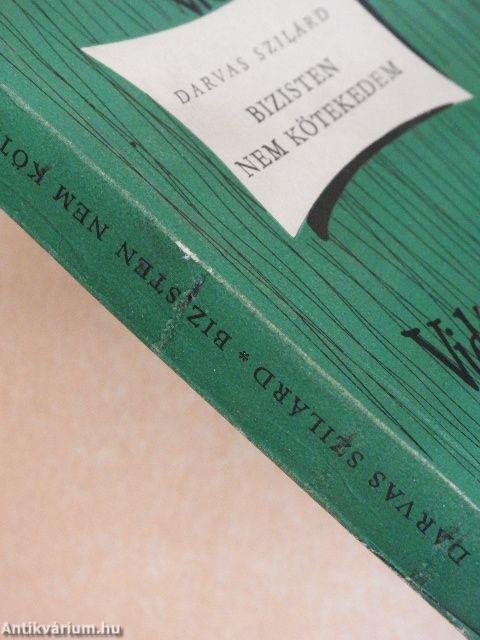 DARVAS SZILÁRD
BIZISTEN
NEM KÖTEKEDEM
DARVAS SZILÁRD * BIZISTEN NEM KÖT
Antikvárium.hu